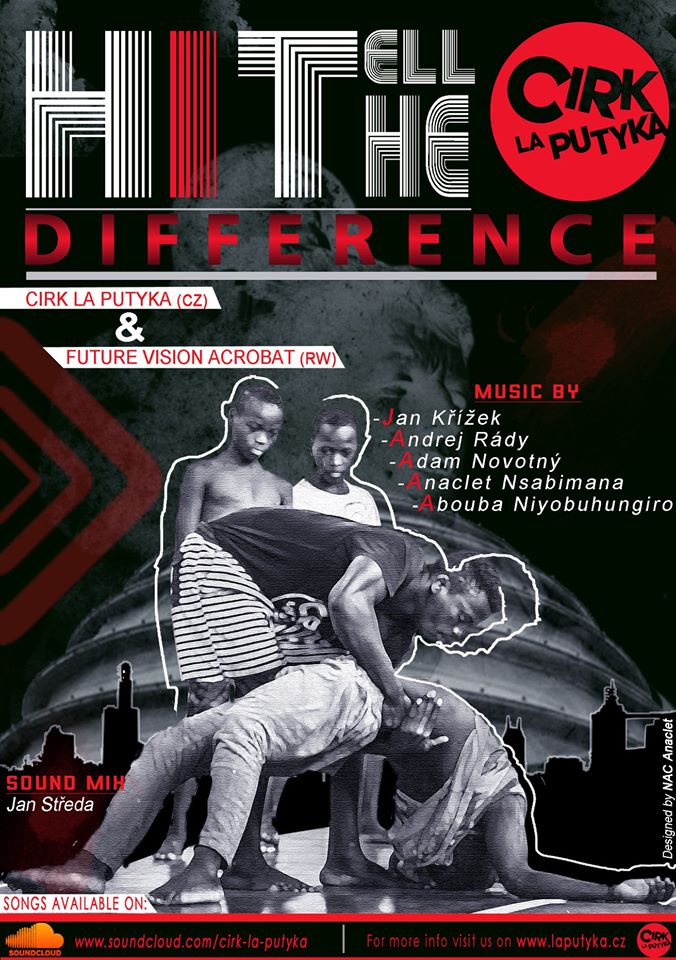 HIT ELL
HE
DIFFERENCE
CIRK
LA PUTYKA
CIRK LA PUTYKA (CZ)
&
FUTURE VISION ACROBAT (RW)
MUSIC BY
-Jan Křížek
-Andrej Rády
-Adam Novotný
-Anaclet Nsabimana
-Abouba Niyobuhungiro
SOUND MIH
Jan Středa
Designed by NAC Anaclet
SONGS AVAILABLE ON:
SOUNDCLOUD
www.soundcloud.com/cirk-la-putyka
For more info visit us on www.laputyka.cz
CIRK
LA PUTYKA